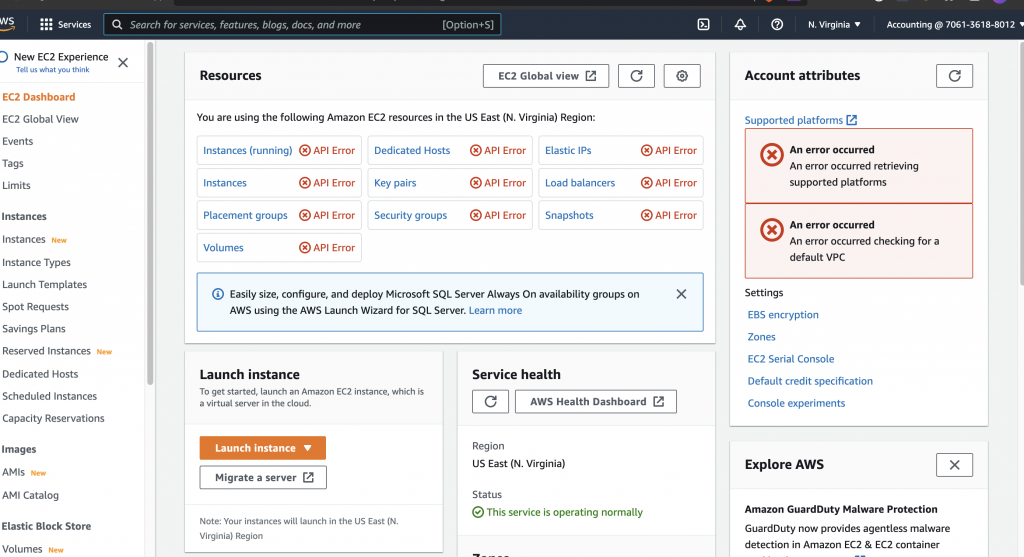 aws
Services
Search for services, features, blogs, docs, and more
[Option+S]
N. Virginia
Accounting @ 7061-3618-8012
New EC2 Experience
Tell us what you think
EC2 Dashboard
EC2 Global View
Events
Tags
Limits
Instances
Instances New
Instance Types
Launch Templates
Spot Requests
Savings Plans
Reserved Instances New
Dedicated Hosts
Scheduled Instances
Capacity Reservations
Images
AMIs New
AMI Catalog
Elastic Block Store
Volumes New
Resources
EC2 Global view
You are using the following Amazon EC2 resources in the US East (N. Virginia) Region:
Instances (running) API Error
Dedicated Hosts API Error
Elastic IPs API Error
Instances API Error
Key pairs API Error
Load balancers API Error
Placement groups API Error
Security groups API Error
Snapshots API Error
Volumes API Error
Easily size, configure, and deploy Microsoft SQL Server Always On availability groups on
AWS using the AWS Launch Wizard for SQL Server. Learn more
Launch instance
To get started, launch an Amazon EC2 instance, which is
a virtual server in the cloud.
Launch instance
Migrate a server
Note: Your instances will launch in the US East (N.
Virginia) Region
Service health
AWS Health Dashboard
Region
US East (N. Virginia)
Status
This service is operating normally
Zones
Account attributes
Supported platforms
An error occurred
An error occurred retrieving
supported platforms
An error occurred
An error occurred checking for a
default VPC
Settings
EBS encryption
Zones
EC2 Serial Console
Default credit specification
Console experiments
Explore AWS
Amazon GuardDuty Malware Protection
GuardDuty now provides agentless malware
detection in Amazon EC2 & EC2 container